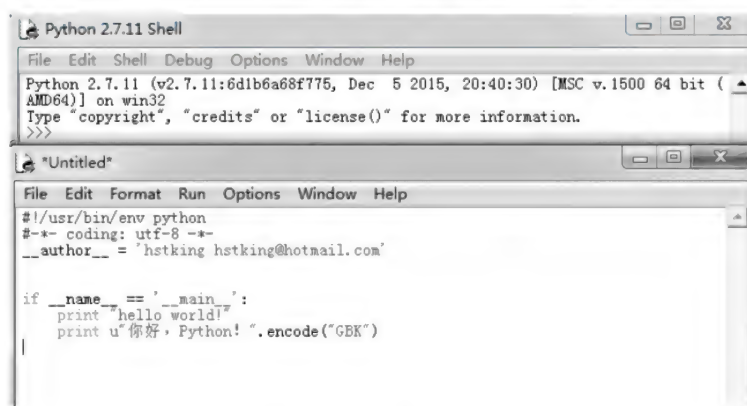 Python 2.7.11 Shell
File Edit Shell Debug Options Window Help
Python 2.7.11 (v2.7.11:6d1b6a68f775, Dec  5 2015, 20:40:30) [MSC v.1500 64 bit (
AMD64)] on win32
Type "copyright", "credits" or "license()" for more information.
>>>
*Untitled*
File Edit Format Run Options Window Help
#!/usr/bin/env python
#-*- coding: utf-8 -*-
__author__ = 'hstking hstking@hotmail.com'
if __name__ == '__main__':
    print "hello world!"
    print u"你好，Python! ".encode("GBK")